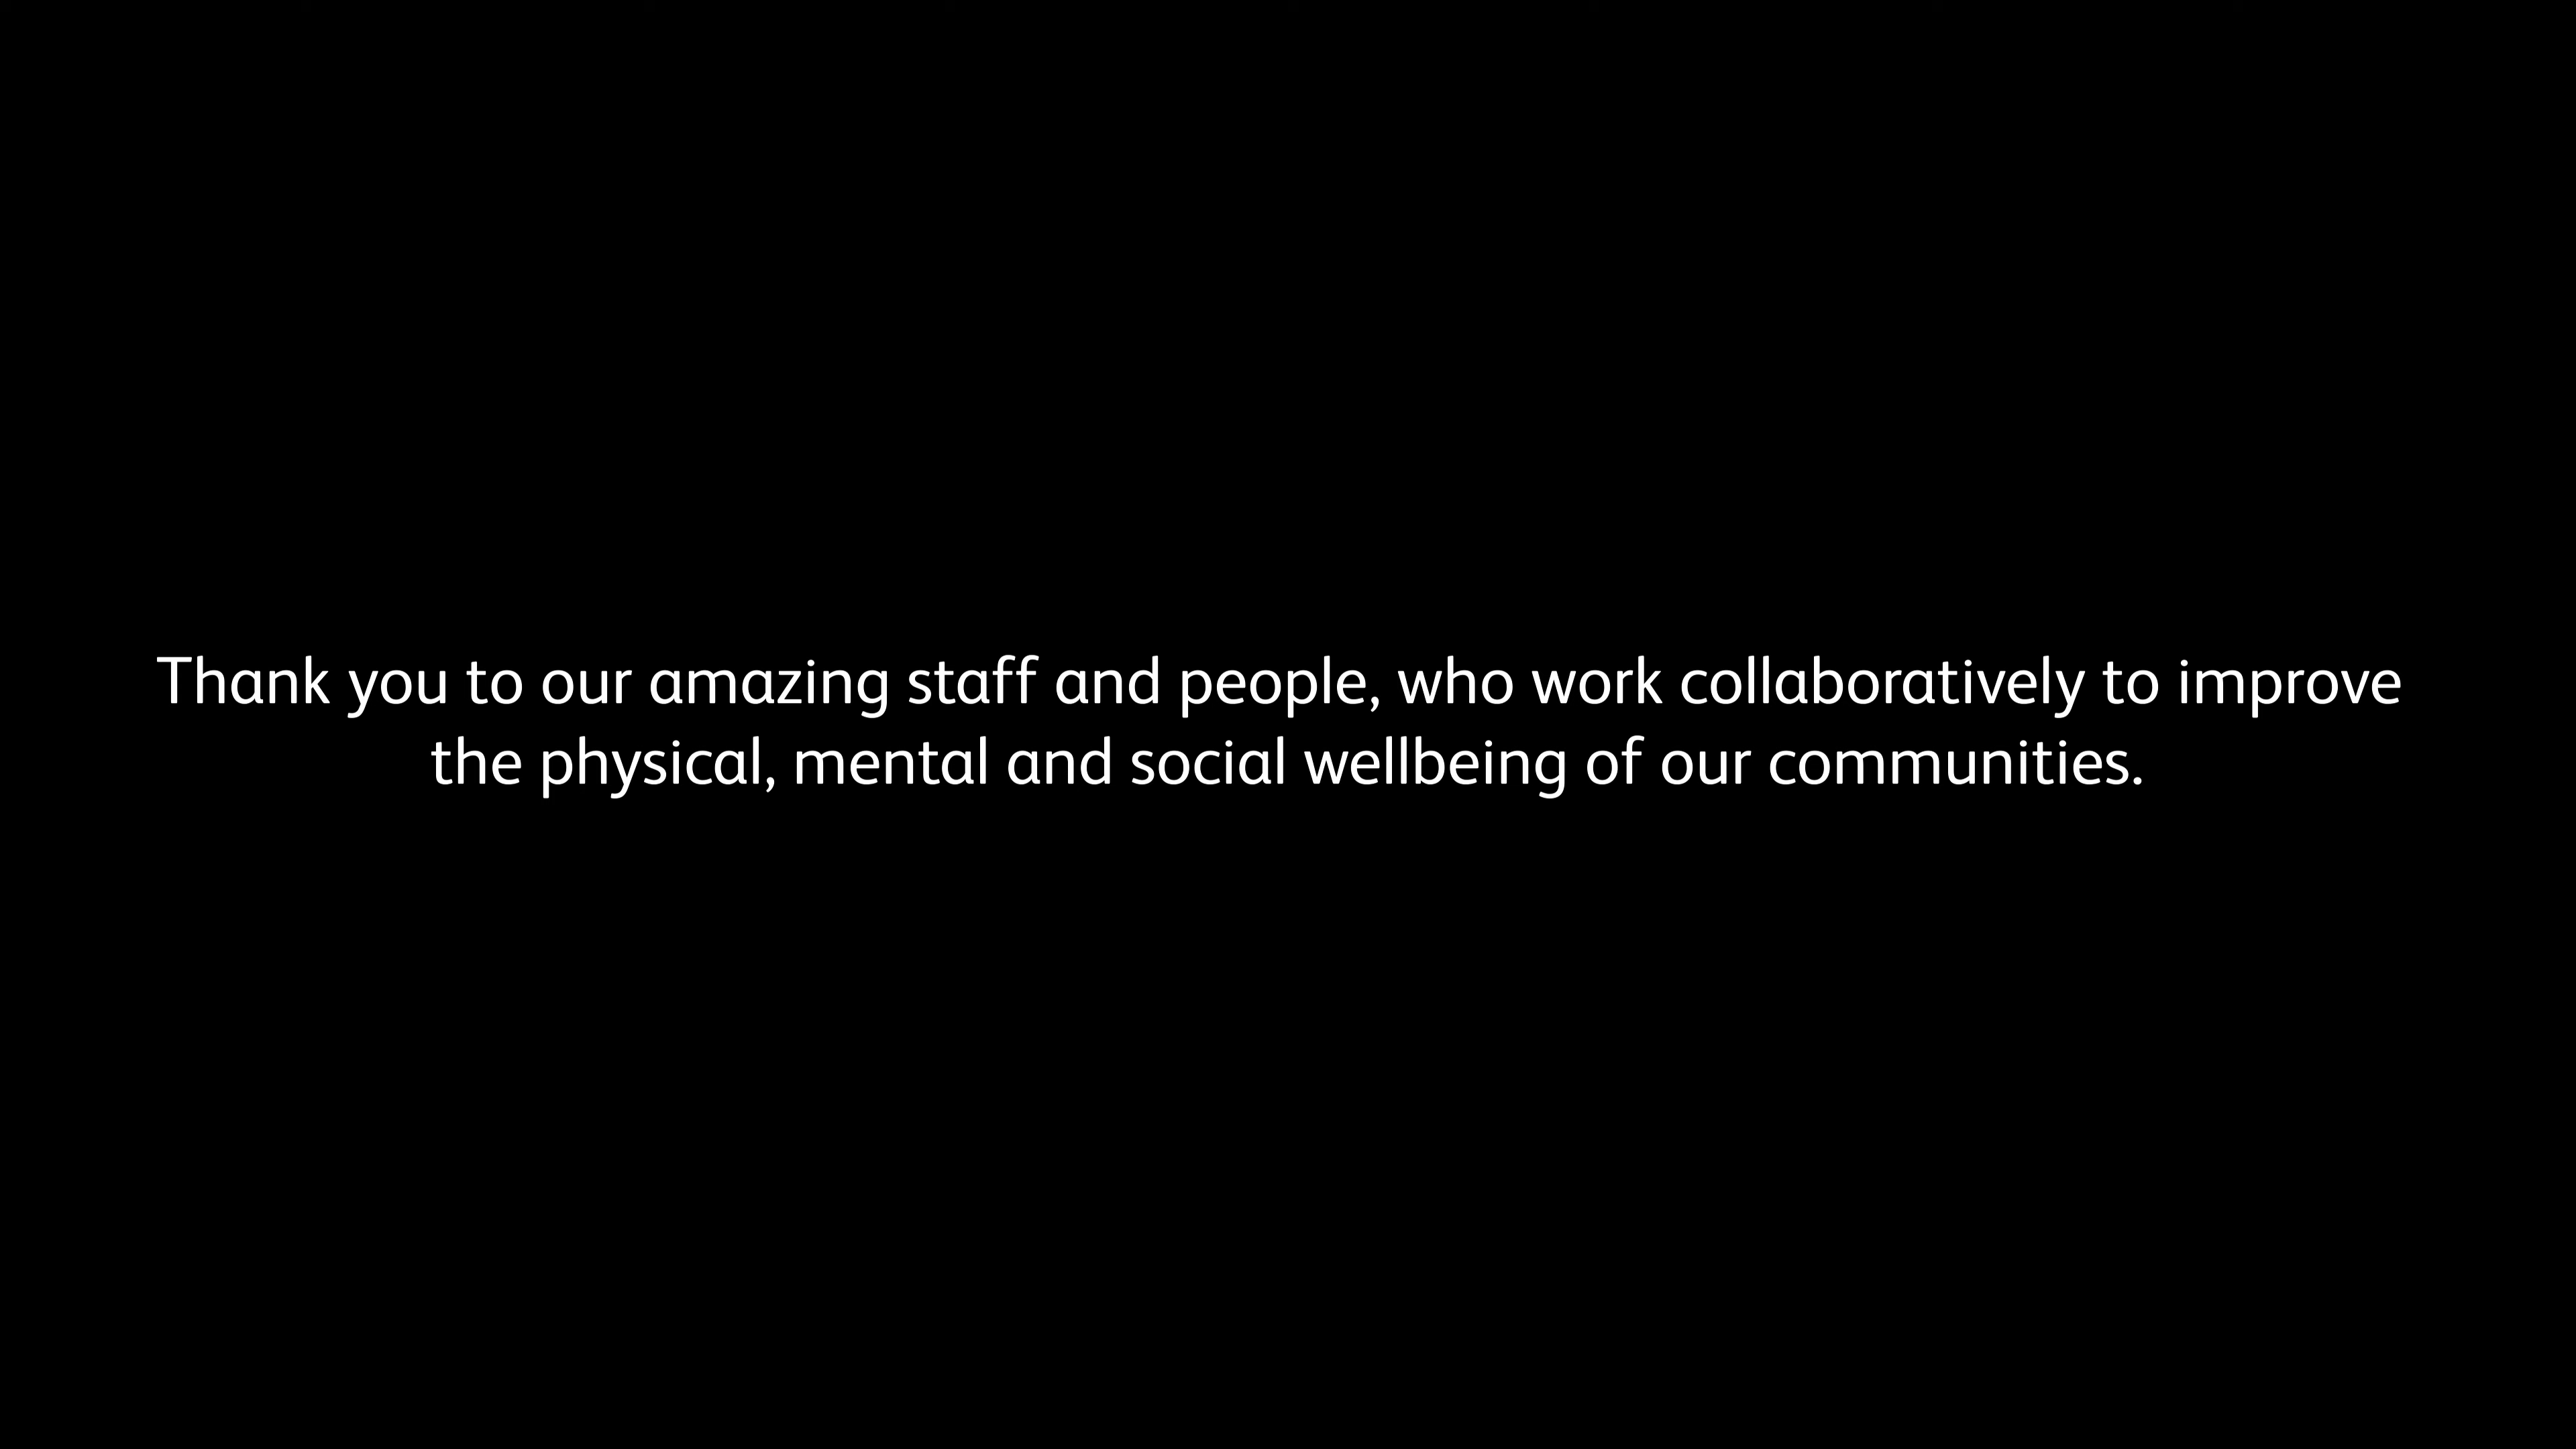 Thank you to our amazing staff and people, who work collaboratively to improve
the physical, mental and social wellbeing of our communities.